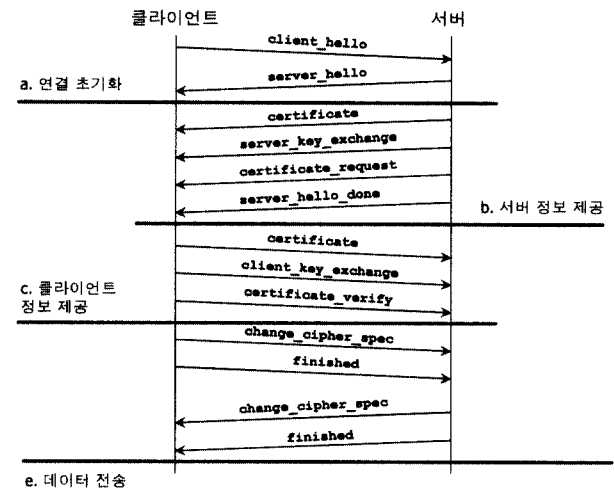 클라이언트 서버
client_hello
server_hello
a. 연결 초기화
certificate
server_key_exchange
certificate_request
server_hello_done
b. 서버 정보 제공
certificate
client_key_exchange
c. 클라이언트
정보 제공
certificate_verify
change_cipher_spec
finished
change_cipher_spec
finished
e. 데이터 전송